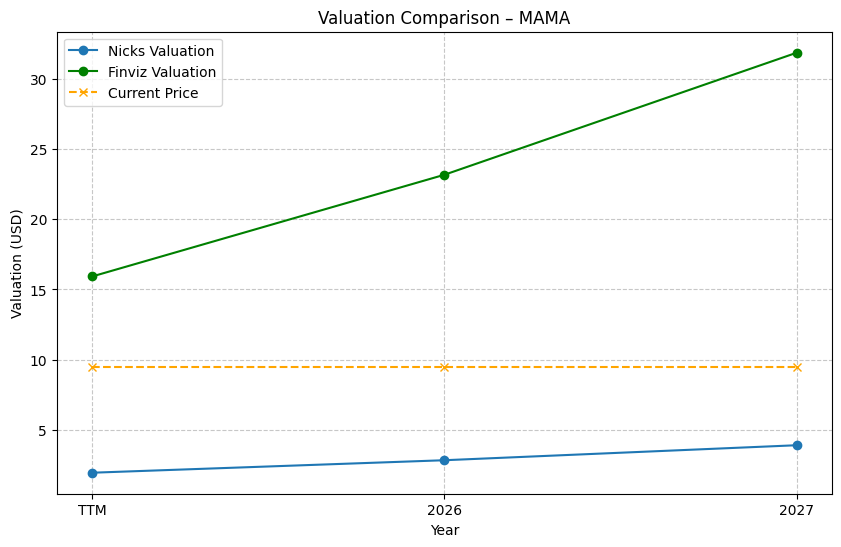 Valuation Comparison – MAMA
Nicks Valuation
Finviz Valuation
Current Price
Valuation (USD)
30
25
20
15
10
5
TTM
2026
2027
Year